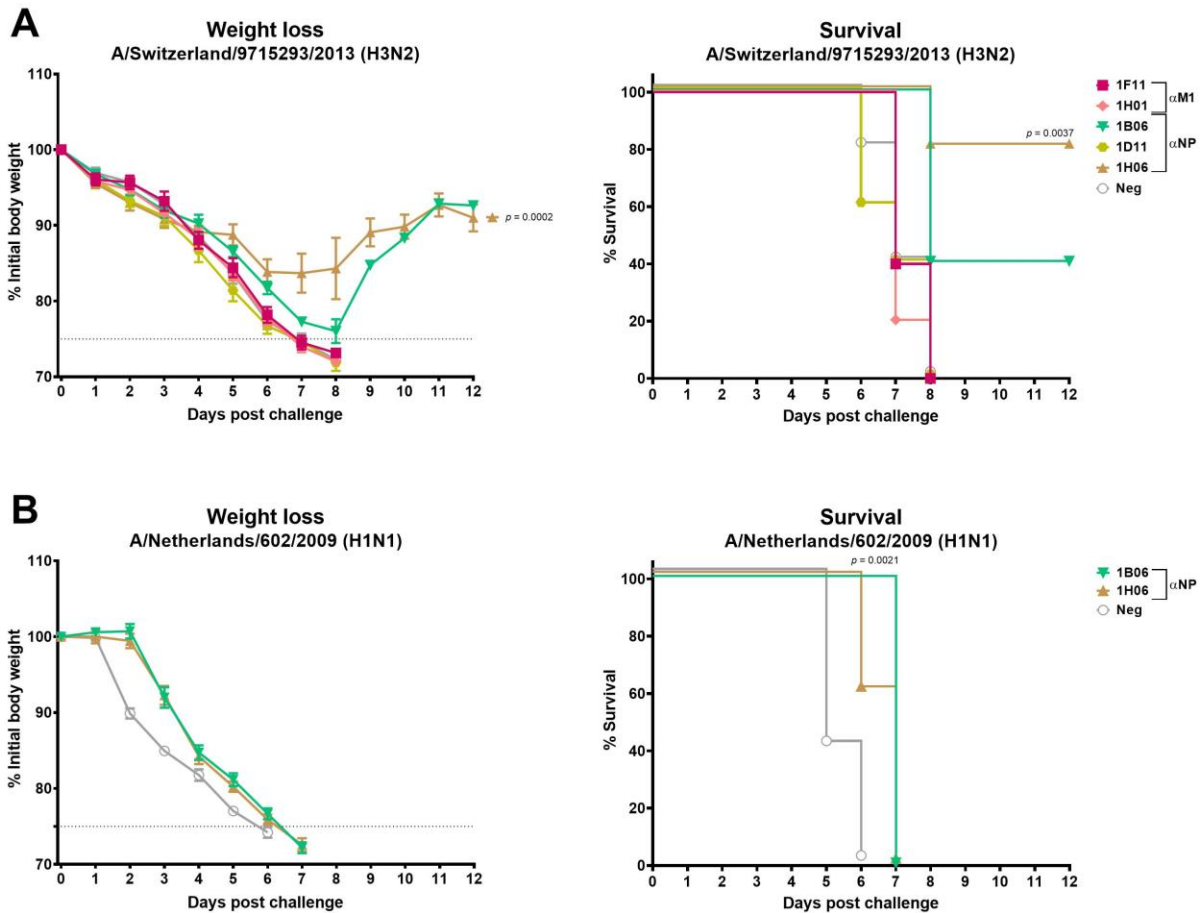 A
Weight loss
A/Switzerland/9715293/2013 (H3N2)
110
100
90
80
70
% Initial body weight
p = 0.0002
0 1 2 3 4 5 6 7 8 9 10 11 12
Days post challenge
Survival
A/Switzerland/9715293/2013 (H3N2)
100
80
60
40
20
0
% Survival
p = 0.0037
0 1 2 3 4 5 6 7 8 9 10 11 12
Days post challenge
1F11
1H01
αM1
1B06
1D11
αNP
1H06
Neg
B
Weight loss
A/Netherlands/602/2009 (H1N1)
110
100
90
80
70
% Initial body weight
0 1 2 3 4 5 6 7 8 9 10 11 12
Days post challenge
Survival
A/Netherlands/602/2009 (H1N1)
p = 0.0021
100
80
60
40
20
0
% Survival
0 1 2 3 4 5 6 7 8 9 10 11 12
Days post challenge
1B06
1H06
αNP
Neg